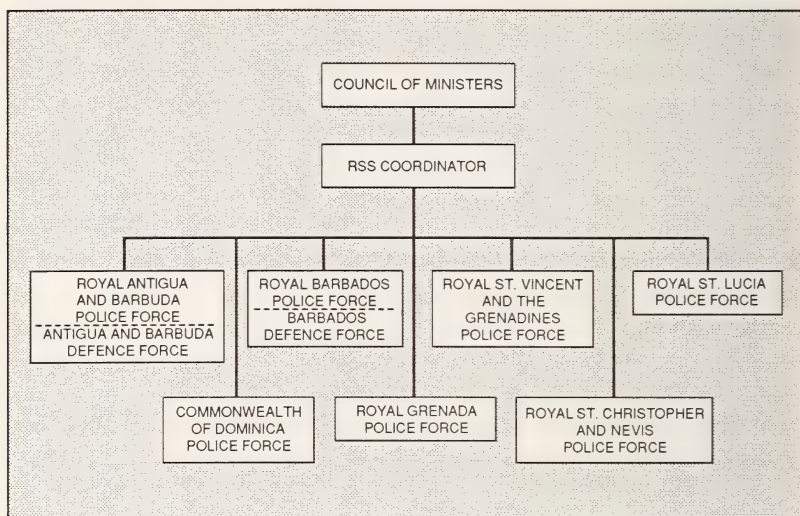 COUNCIL OF MINISTERS
RSS COORDINATOR
ROYAL ANTIGUA
AND BARBUDA
POLICE FORCE
ANTIGUA AND BARBUDA
DEFENCE FORCE
ROYAL BARBADOS
POLICE FORCE
BARBADOS
DEFENCE FORCE
ROYAL ST. VINCENT
AND THE
GRENADINES
POLICE FORCE
ROYAL ST. LUCIA
POLICE FORCE
COMMONWEALTH
OF DOMINICA
POLICE FORCE
ROYAL GRENADA
POLICE FORCE
ROYAL ST. CHRISTOPHER
AND NEVIS
POLICE FORCE